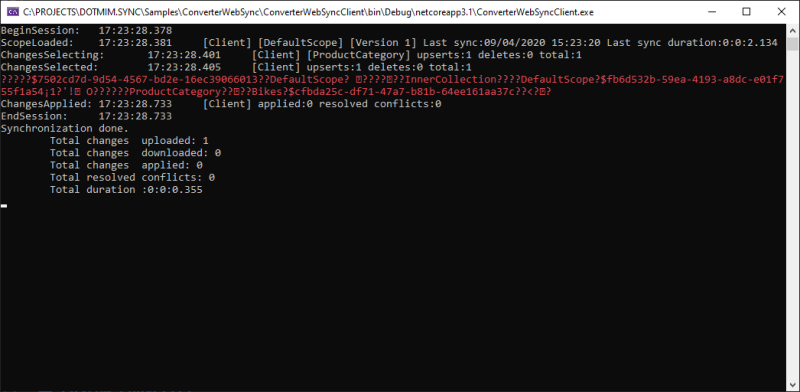 C:\PROJECTS\DOTMIM.SYNC\Samples\ConverterWebSync\ConverterWebSyncClient\bin\Debug\netcoreapp3.1\ConverterWebSyncClient.exe
BeginSession: 17:23:28.378
ScopeLoaded: 17:23:28.381 [Client] [DefaultScope] [Version 1] Last sync:09/04/2020 15:23:20 Last sync duration:0:0:2.134
ChangesSelecting: 17:23:28.401 [Client] [ProductCategory] upserts:1 deletes:0 total:1
ChangesSelected: 17:23:28.405 [Client] upserts:1 deletes:0 total:1
?????$7502cd7d-9d54-4567-bd2e-16ec39066013??DefaultScope? ⍰????⍰??InnerCollection????DefaultScope?$fb6d532b-59ea-4193-a8dc-e01f7
55f1a54;1?'!⍰ O??????ProductCategory??⍰??Bikes?$cfbda25c-df71-47a7-b81b-64ee161aa37c??<?⍰?
ChangesApplied: 17:23:28.733 [Client] applied:0 resolved conflicts:0
EndSession: 17:23:28.733
Synchronization done.
Total changes uploaded: 1
Total changes downloaded: 0
Total changes applied: 0
Total resolved conflicts: 0
Total duration :0:0:0.355